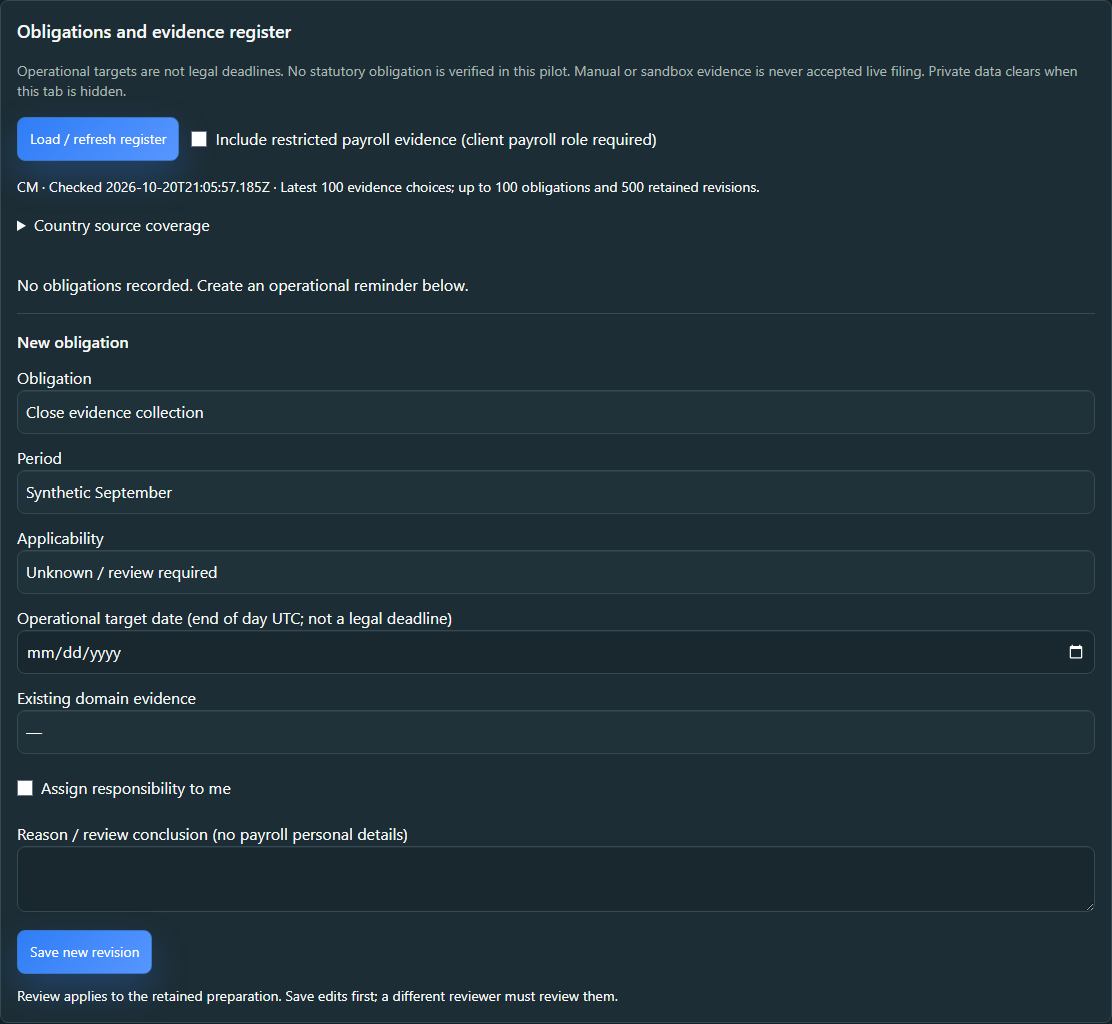 Obligations and evidence register
Operational targets are not legal deadlines. No statutory obligation is verified in this pilot. Manual or sandbox evidence is never accepted live filing. Private data clears when
this tab is hidden.
Load / refresh register
Include restricted payroll evidence (client payroll role required)
CM · Checked 2026-10-20T21:05:57.185Z · Latest 100 evidence choices; up to 100 obligations and 500 retained revisions.
Country source coverage
No obligations recorded. Create an operational reminder below.
New obligation
Obligation
Close evidence collection
Period
Synthetic September
Applicability
Unknown / review required
Operational target date (end of day UTC; not a legal deadline)
mm/dd/yyyy
Existing domain evidence
—
Assign responsibility to me
Reason / review conclusion (no payroll personal details)
Save new revision
Review applies to the retained preparation. Save edits first; a different reviewer must review them.